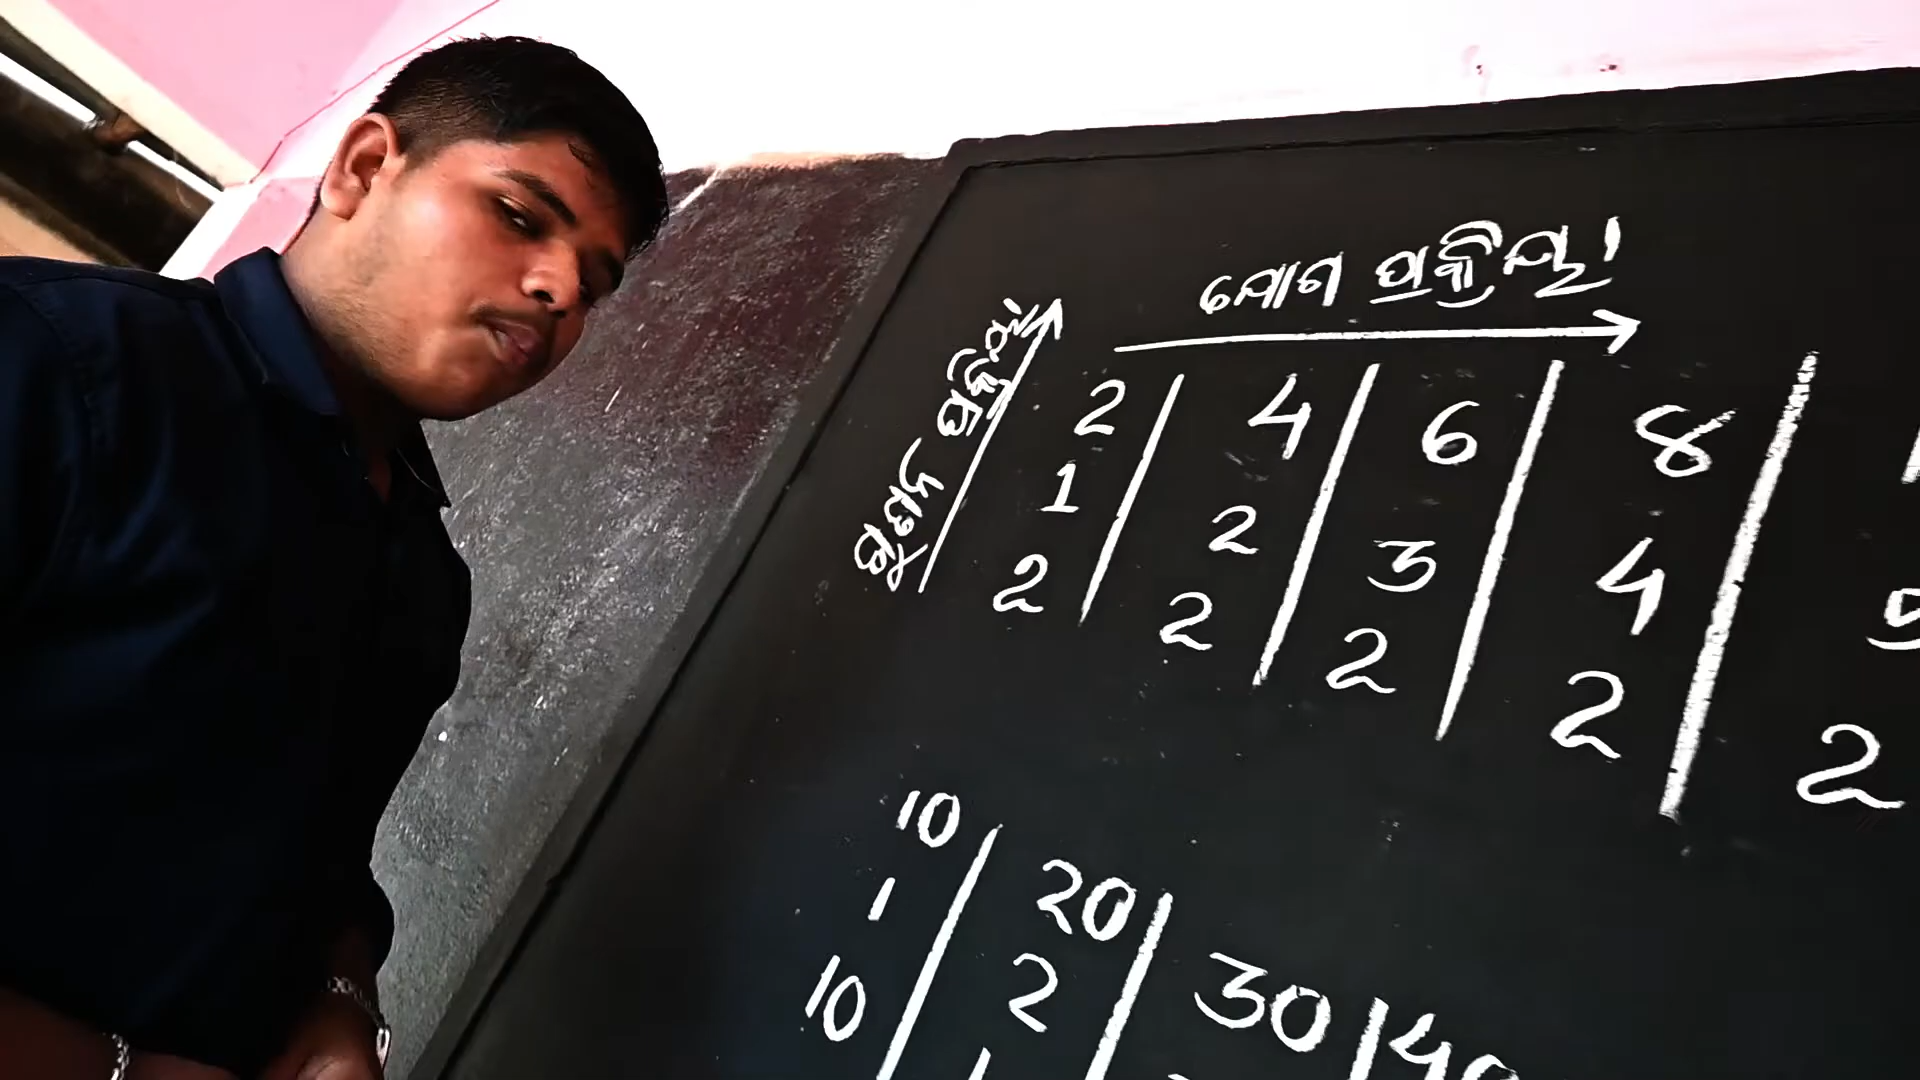 ଯୋଗ ପ୍ରକ୍ରିୟା
ଗୁଣନ ପ୍ରକ୍ରିୟା
2 | 4 | 6 | 8 |
1 | 2 | 3 | 4 | 5
2 | 2 | 2 | 2 | 2
10 | 20 | 30 | 40
1 | 2
10